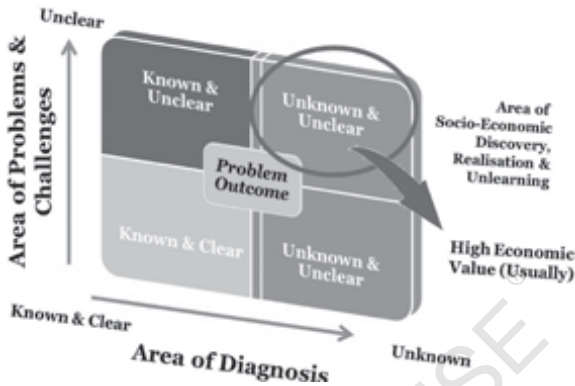 Unclear
Area of Problems &
Challenges
Known &
Unclear
Unknown &
Unclear
Problem
Outcome
Known & Clear
Unknown &
Unclear
Area of
Socio-Economic
Discovery,
Realisation &
Unlearning
High Economic
Value (Usually)
Known & Clear
Area of Diagnosis
Unknown